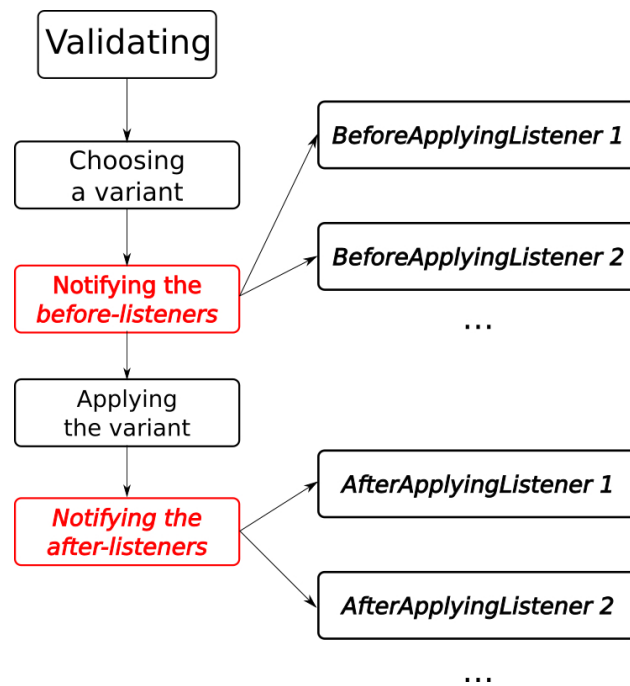 Validating
Choosing
a variant
Notifying the
before-listeners
Applying
the variant
Notifying the
after-listeners
BeforeApplyingListener 1
BeforeApplyingListener 2
...
AfterApplyingListener 1
AfterApplyingListener 2
...